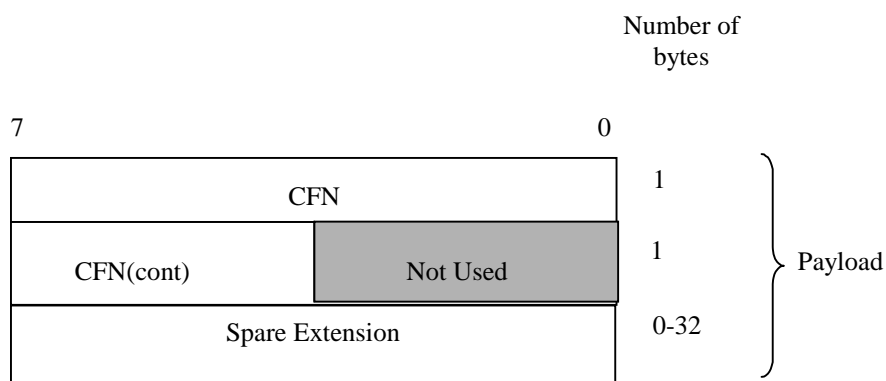 Number of
bytes
7 0
CFN 1
CFN(cont) Not Used 1
Payload
Spare Extension 0-32